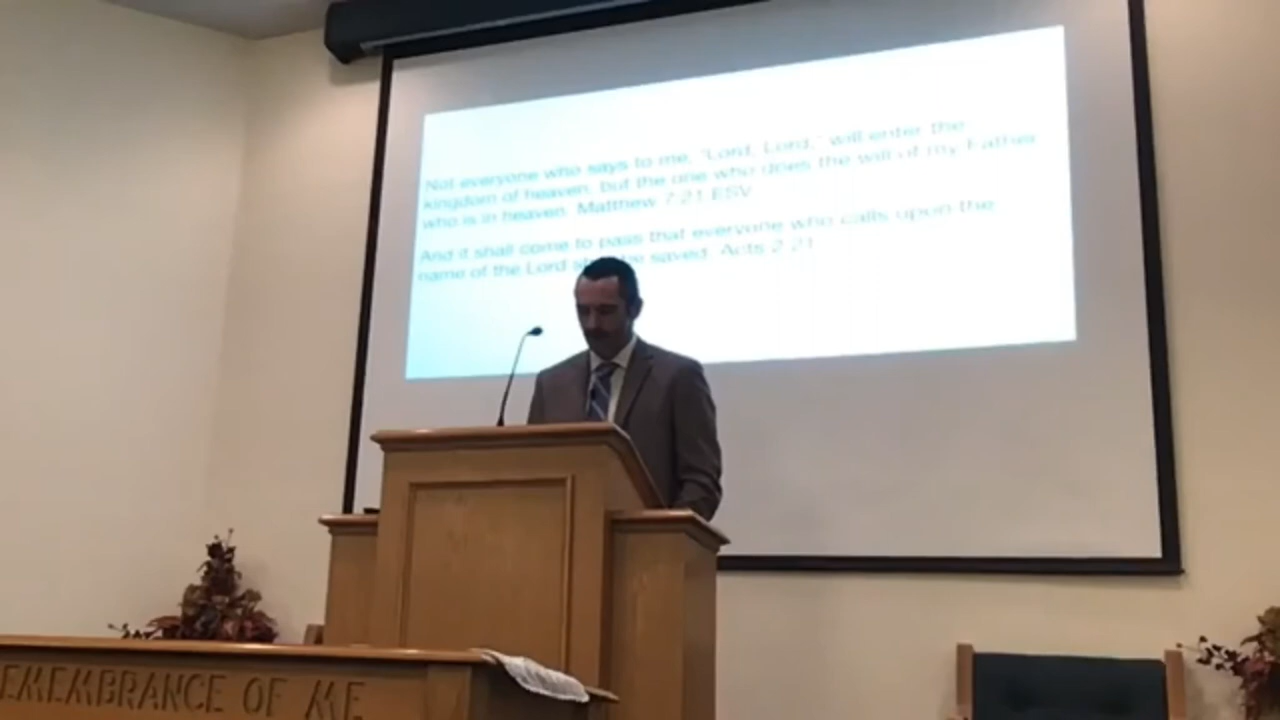 Not everyone who says to me, "Lord, Lord," will enter the
kingdom of heaven, but the one who does the will of my Father
who is in heaven. Matthew 7:21 ESV
And it shall come to pass that everyone who calls upon the
name of the Lord be saved. Acts 2:21
EMEMBRANCE OF ME